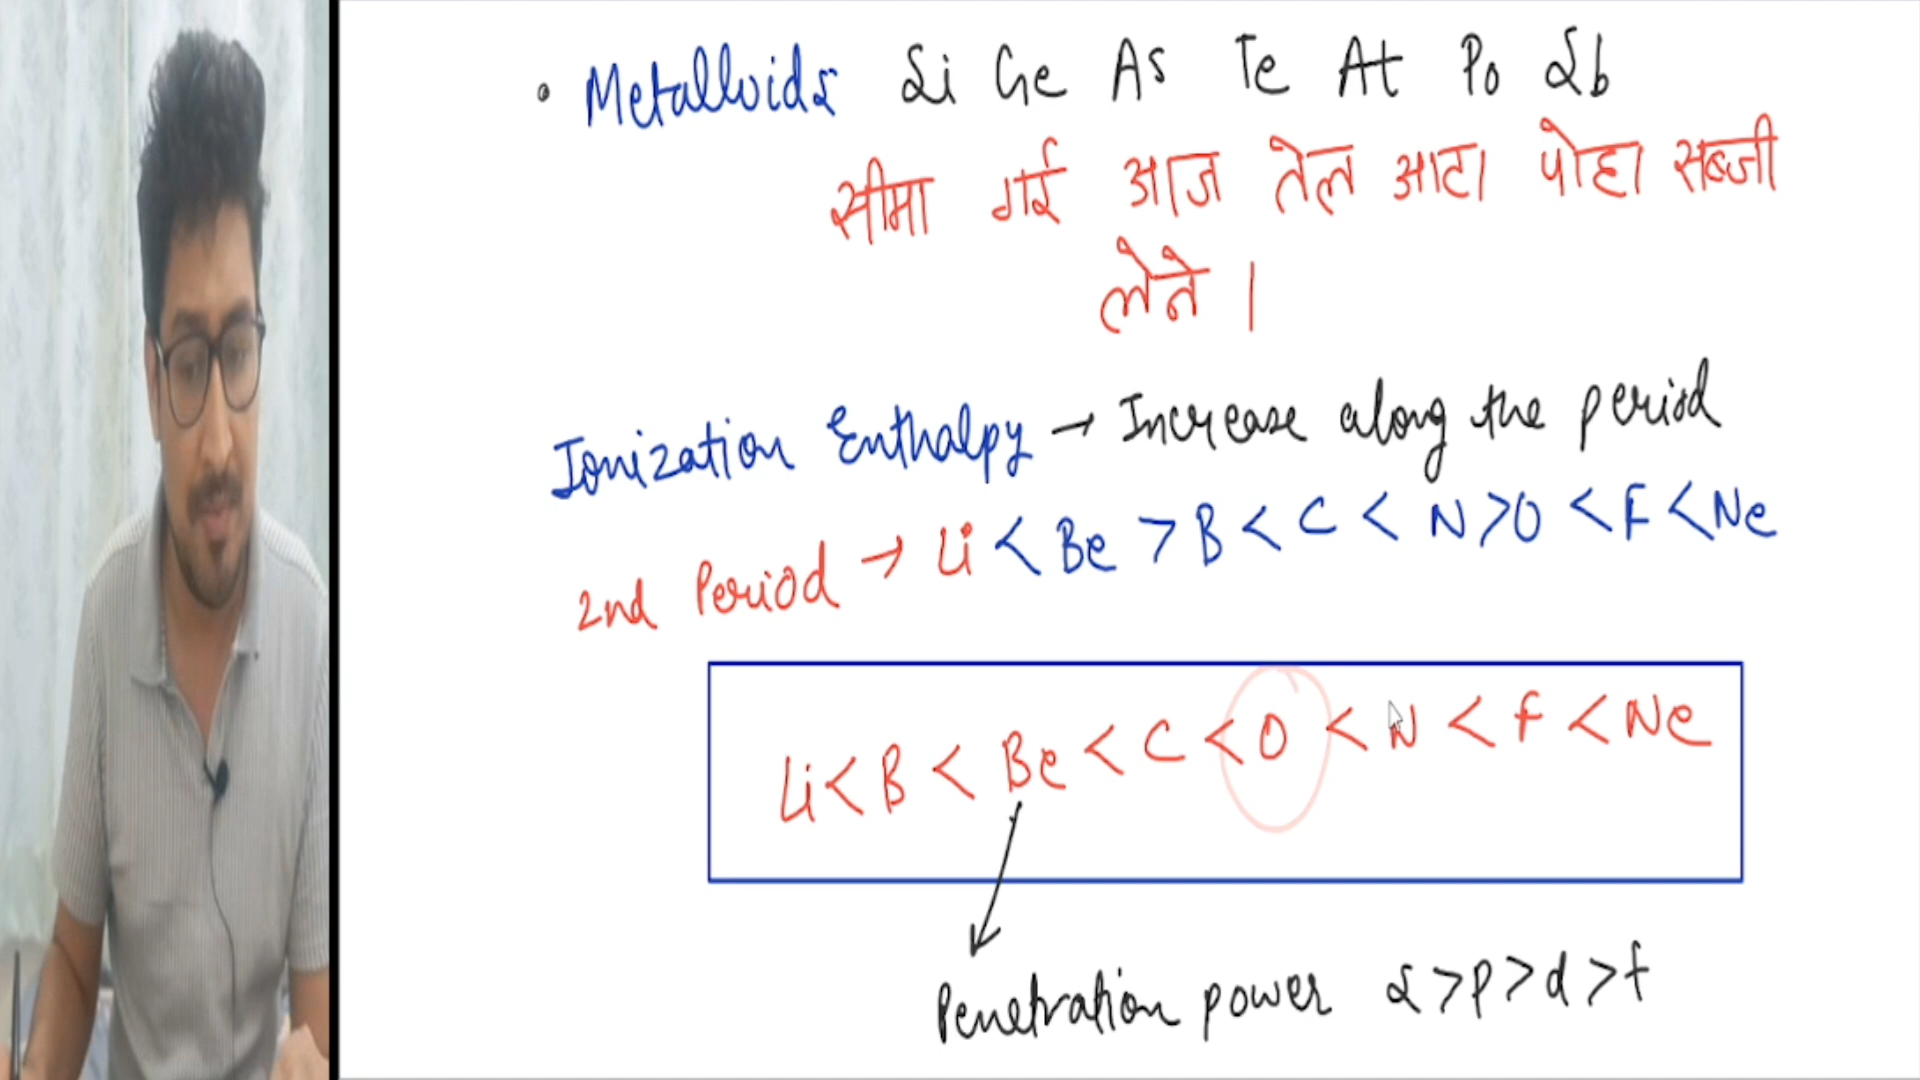 • Metalloids Si Ge As Te At Po Sb
सीमा गई आज तेल आटा पोहा सब्जी
लेने ।
Ionization Enthalpy → Increase along the period
2nd Period → Li < Be > B < C < N > O < F < Ne
Li < B < Be < C < O < N < F < Ne
Penetration power s > p > d > f